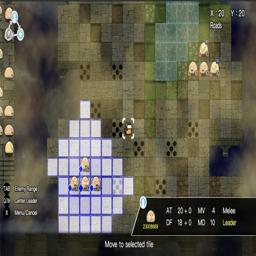 X : 20 Y : 20
Roads
TAB Enemy Range
Q/W Center Leader
X Menu/Cancel
AT 20 + 0 MV 4 Melee
DF 18 + 0 MD 10 Leader
Move to selected tile